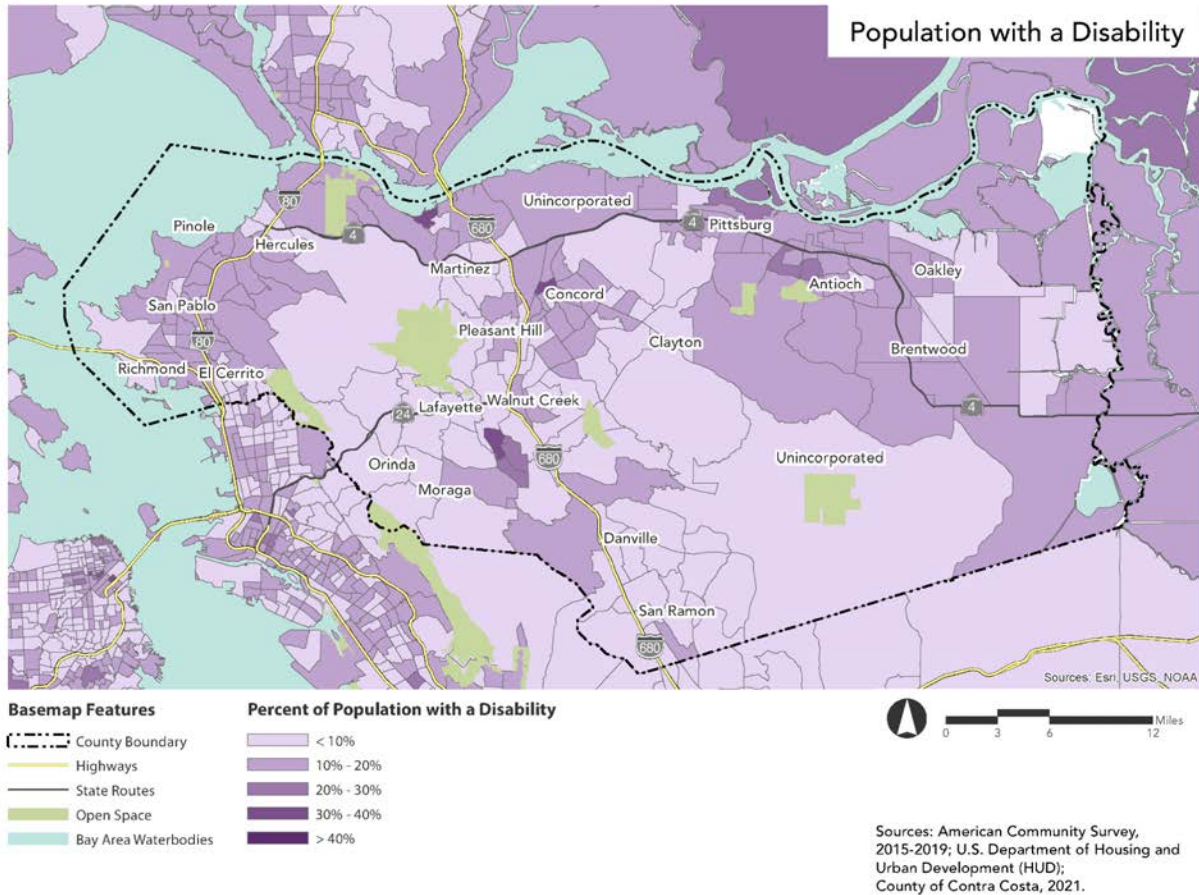 Population with a Disability
80
Unincorporated
Pinole
680
4
Pittsburg
Hercules
4
Martinez
Oakley
Antioch
Concord
San Pablo
Pleasant Hill
80
Clayton
Brentwood
Richmond
El Cerrito
Lafayette
Walnut Creek
4
24
Orinda
680
Unincorporated
Moraga
Danville
San Ramon
680
Sources: Esri, USGS, NOAA
Basemap Features
County Boundary
Highways
State Routes
Open Space
Bay Area Waterbodies
Percent of Population with a Disability
< 10%
10% - 20%
20% - 30%
30% - 40%
> 40%
Miles
0 3 6 12
Sources: American Community Survey,
2015-2019; U.S. Department of Housing and
Urban Development (HUD);
County of Contra Costa, 2021.